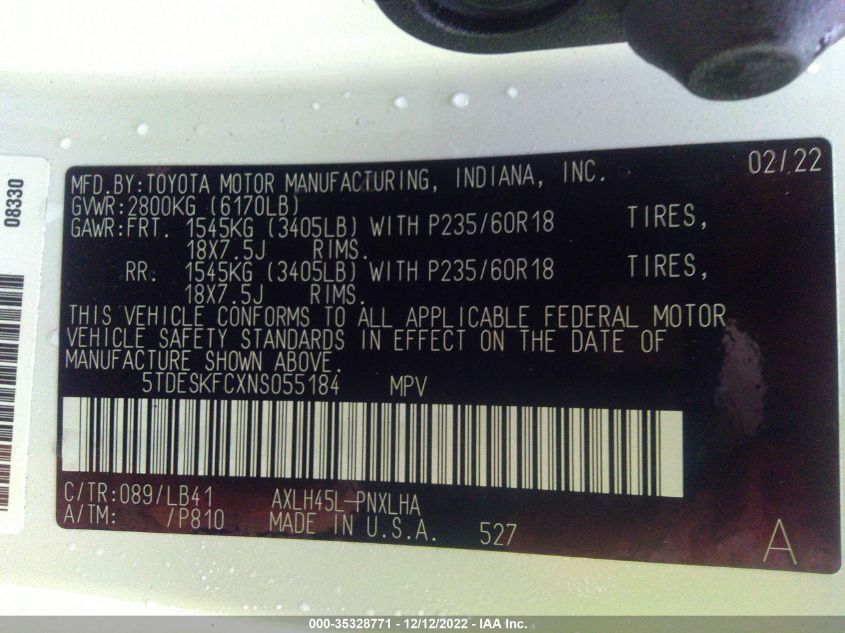 08330
MFD.BY:TOYOTA MOTOR MANUFACTURING, INDIANA, INC. 02/22
GVWR:2800KG (6170LB)
GAWR:FRT. 1545KG (3405LB) WITH P235/60R18 TIRES,
18X7.5J RIMS.
RR. 1545KG (3405LB) WITH P235/60R18 TIRES,
18X7.5J RIMS.
THIS VEHICLE CONFORMS TO ALL APPLICABLE FEDERAL MOTOR
VEHICLE SAFETY STANDARDS IN EFFECT ON THE DATE OF
MANUFACTURE SHOWN ABOVE.
5TDESKFCXNS055184 MPV
C/TR:089/LB41 AXLH45L-PNXLHA
A/TM: /P810 MADE IN U.S.A. 527 A
000-35328771 - 12/12/2022 - IAA Inc.